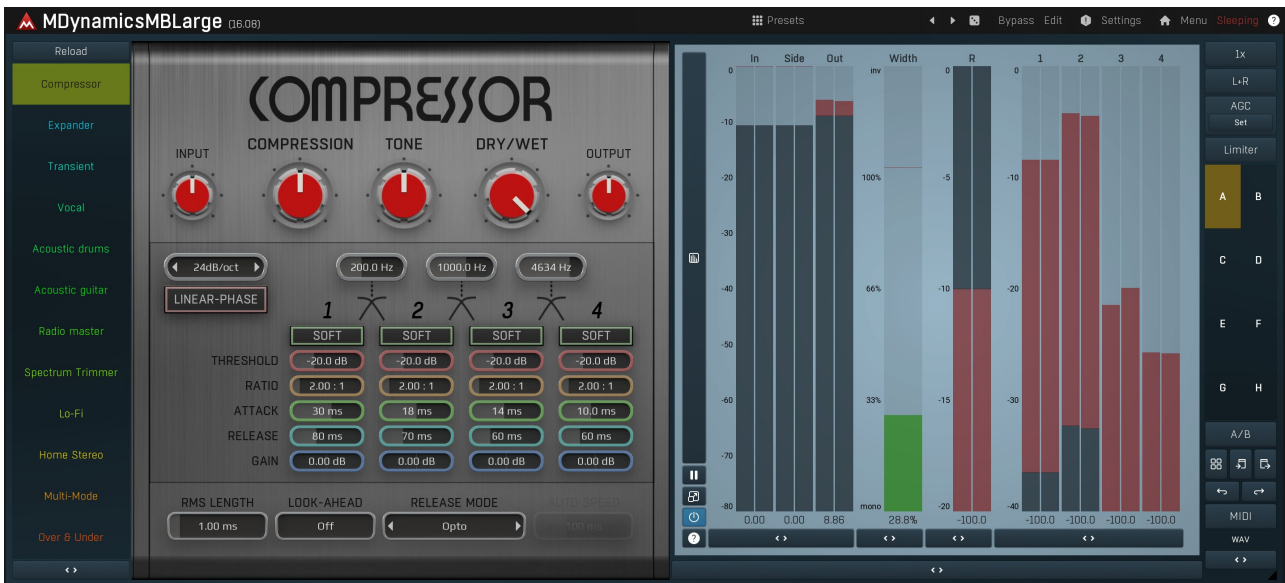 MDynamicsMBLarge (16.08)
Presets
Bypass Edit Settings Menu Sleeping ?
Reload
Compressor
Expander
Transient
Vocal
Acoustic drums
Acoustic guitar
Radio master
Spectrum Trimmer
Lo-Fi
Home Stereo
Multi-Mode
Over & Under
COMPRESSOR
INPUT COMPRESSION TONE DRY/WET OUTPUT
24dB/oct 200.0 Hz 1000.0 Hz 4634 Hz
LINEAR-PHASE
1 2 3 4
SOFT SOFT SOFT SOFT
THRESHOLD -20.0 dB -20.0 dB -20.0 dB -20.0 dB
RATIO 2.00 : 1 2.00 : 1 2.00 : 1 2.00 : 1
ATTACK 30 ms 18 ms 14 ms 10.0 ms
RELEASE 80 ms 70 ms 60 ms 60 ms
GAIN 0.00 dB 0.00 dB 0.00 dB 0.00 dB
RMS LENGTH LOOK-AHEAD RELEASE MODE AUTO SPEED
1.00 ms Off Opto 100 ms
In Side Out Width R 1 2 3 4
0 inv 0 0
-10
-20 100% -5 -10
-30
-40 66% -10 -20
-50
-60 33% -15 -30
-70
-80 mono -20 -40
0.00 0.00 8.86 28.8% -100.0 -100.0 -100.0 -100.0 -100.0
?
1x
L+R
AGC
Set
Limiter
A B
C D
E F
G H
A/B
MIDI
WAV